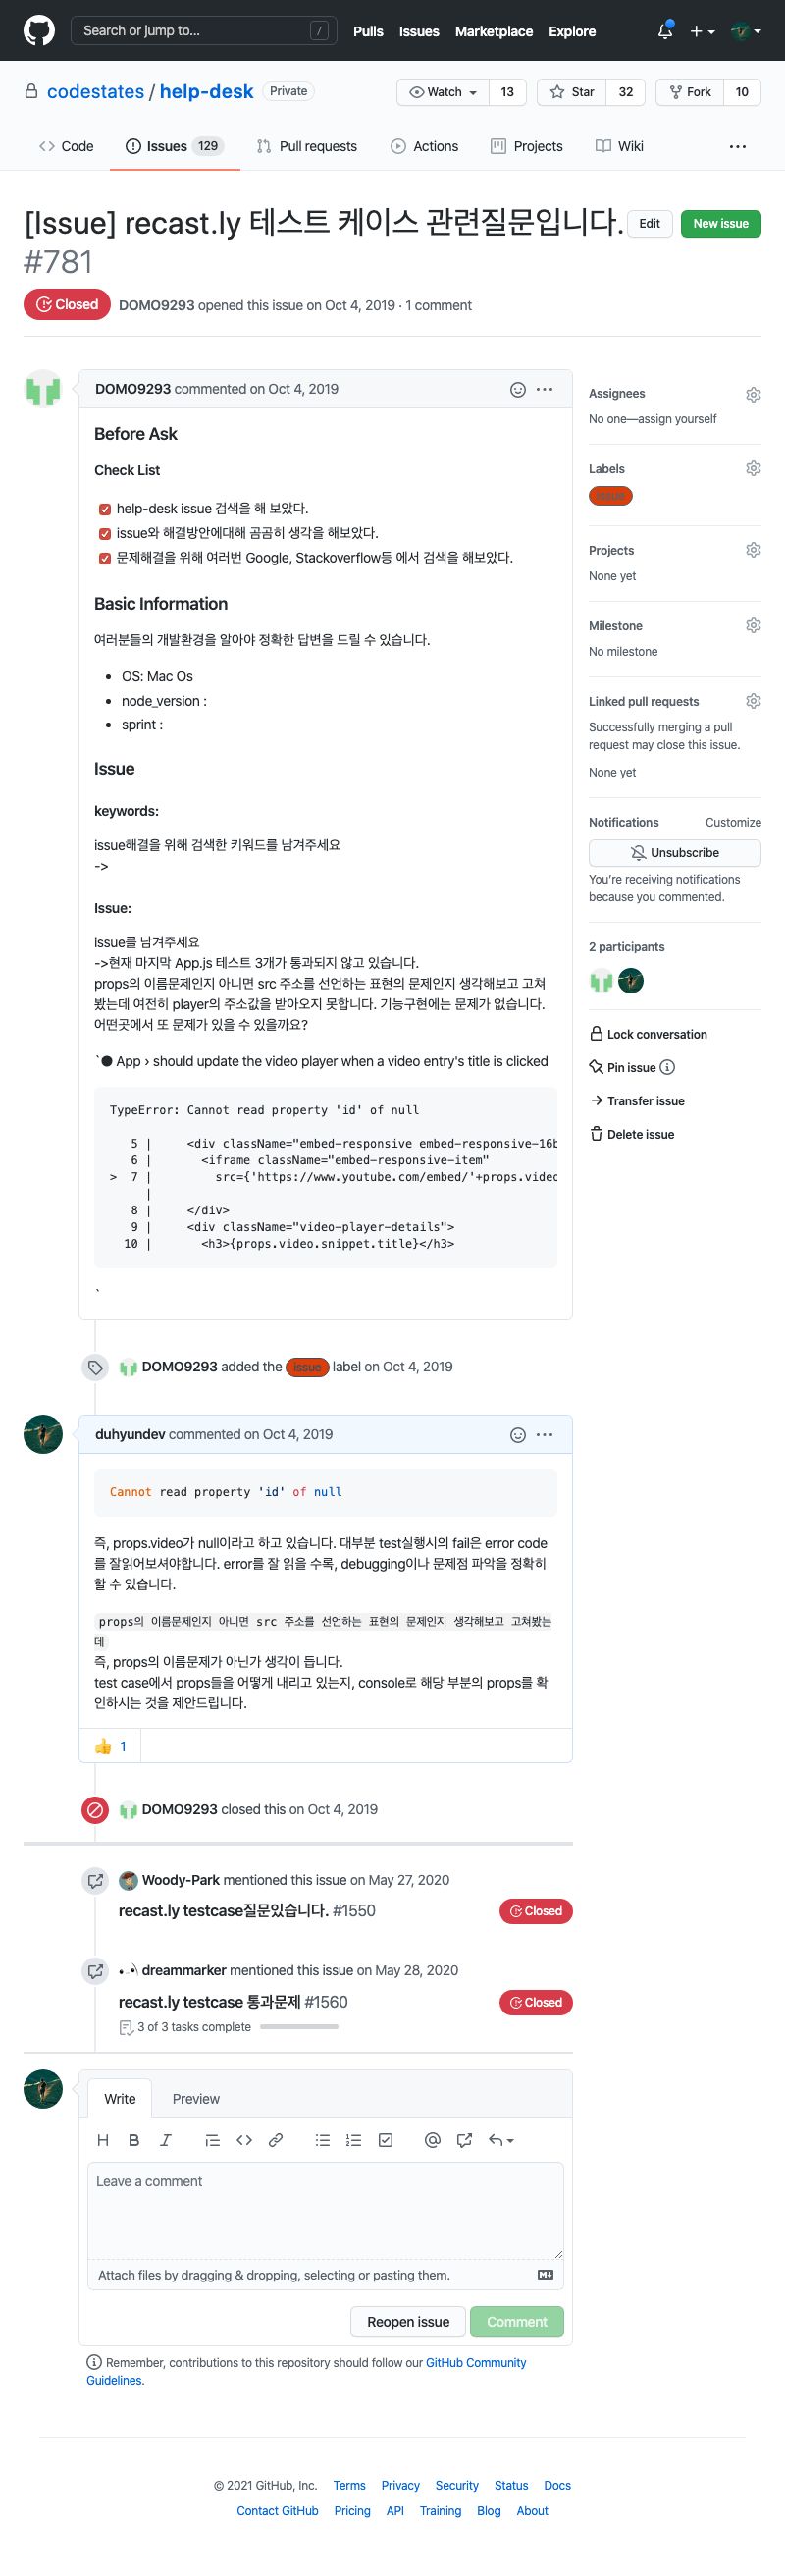 Search or jump to... /
Pulls Issues Marketplace Explore
codestates / help-desk Private
Watch 13 Star 32 Fork 10
Code Issues 129 Pull requests Actions Projects Wiki ...
[Issue] recast.ly 테스트 케이스 관련질문입니다.
#781
Edit New issue
Closed DOMO9293 opened this issue on Oct 4, 2019 · 1 comment
DOMO9293 commented on Oct 4, 2019
Before Ask
Check List
help-desk issue 검색을 해 보았다.
issue와 해결방안에대해 곰곰히 생각을 해보았다.
문제해결을 위해 여러번 Google, Stackoverflow등 에서 검색을 해보았다.
Basic Information
여러분들의 개발환경을 알아야 정확한 답변을 드릴 수 있습니다.
• OS: Mac Os
• node_version :
• sprint :
Issue
keywords:
issue해결을 위해 검색한 키워드를 남겨주세요
->
Issue:
issue를 남겨주세요
->현재 마지막 App.js 테스트 3개가 통과되지 않고 있습니다.
props의 이름문제인지 아니면 src 주소를 선언하는 표현의 문제인지 생각해보고 고쳐
봤는데 여전히 player의 주소값을 받아오지 못합니다. 기능구현에는 문제가 없습니다.
어떤곳에서 또 문제가 있을 수 있을까요?
`● App › should update the video player when a video entry's title is clicked
TypeError: Cannot read property 'id' of null
5 | <div className="embed-responsive embed-responsive-16b
6 | <iframe className="embed-responsive-item"
> 7 | src={'https://www.youtube.com/embed/'+props.video
|
8 | </div>
9 | <div className="video-player-details">
10 | <h3>{props.video.snippet.title}</h3>
`
Assignees
No one—assign yourself
Labels
issue
Projects
None yet
Milestone
No milestone
Linked pull requests
Successfully merging a pull
request may close this issue.
None yet
Notifications Customize
Unsubscribe
You're receiving notifications
because you commented.
2 participants
Lock conversation
Pin issue
Transfer issue
Delete issue
DOMO9293 added the issue label on Oct 4, 2019
duhyundev commented on Oct 4, 2019
Cannot read property 'id' of null
즉, props.video가 null이라고 하고 있습니다. 대부분 test실행시의 fail은 error code
를 잘읽어보셔야합니다. error를 잘 읽을 수록, debugging이나 문제점 파악을 정확히
할 수 있습니다.
props의 이름문제인지 아니면 src 주소를 선언하는 표현의 문제인지 생각해보고 고쳐봤는
데
즉, props의 이름문제가 아닌가 생각이 듭니다.
test case에서 props들을 어떻게 내리고 있는지, console로 해당 부분의 props를 확
인하시는 것을 제안드립니다.
1
DOMO9293 closed this on Oct 4, 2019
Woody-Park mentioned this issue on May 27, 2020
recast.ly testcase질문있습니다. #1550 Closed
dreammarker mentioned this issue on May 28, 2020
recast.ly testcase 통과문제 #1560 Closed
3 of 3 tasks complete
Write Preview
Leave a comment
Attach files by dragging & dropping, selecting or pasting them.
Reopen issue Comment
Remember, contributions to this repository should follow our GitHub Community
Guidelines.
© 2021 GitHub, Inc. Terms Privacy Security Status Docs
Contact GitHub Pricing API Training Blog About